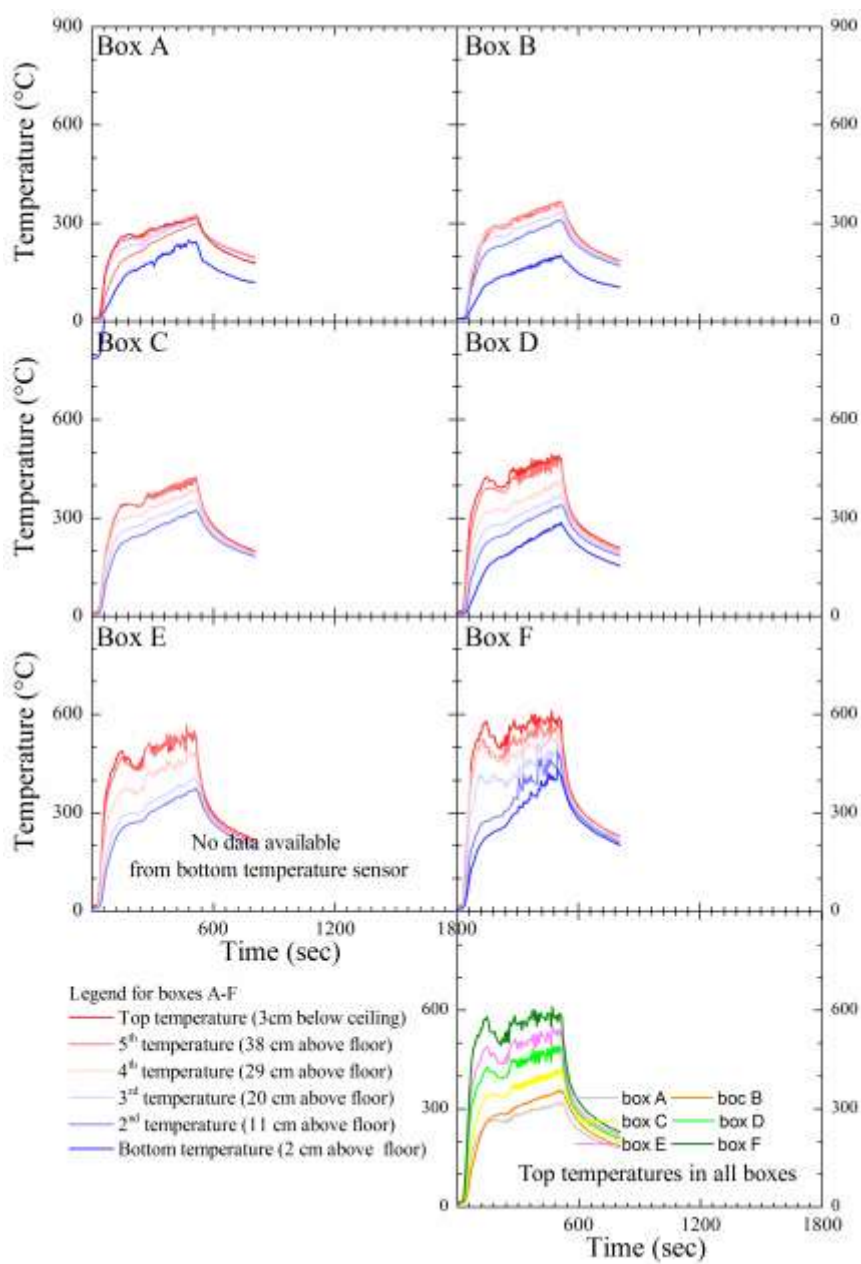 900
Box A
Box B
900
Temperature (°C)
600
600
300
300
0
0
Box C
Box D
Temperature (°C)
600
600
300
300
0
0
Box E
Box F
Temperature (°C)
600
600
300
300
No data available
from bottom temperature sensor
0
0
600
1200
1800
Time (sec)
Legend for boxes A-F
Top temperature (3cm below ceiling)
5th temperature (38 cm above floor)
4th temperature (29 cm above floor)
3rd temperature (20 cm above floor)
2nd temperature (11 cm above floor)
Bottom temperature (2 cm above floor)
600
600
300
300
box A
boc B
box C
box D
box E
box F
Top temperatures in all boxes
0
0
600
1200
1800
Time (sec)